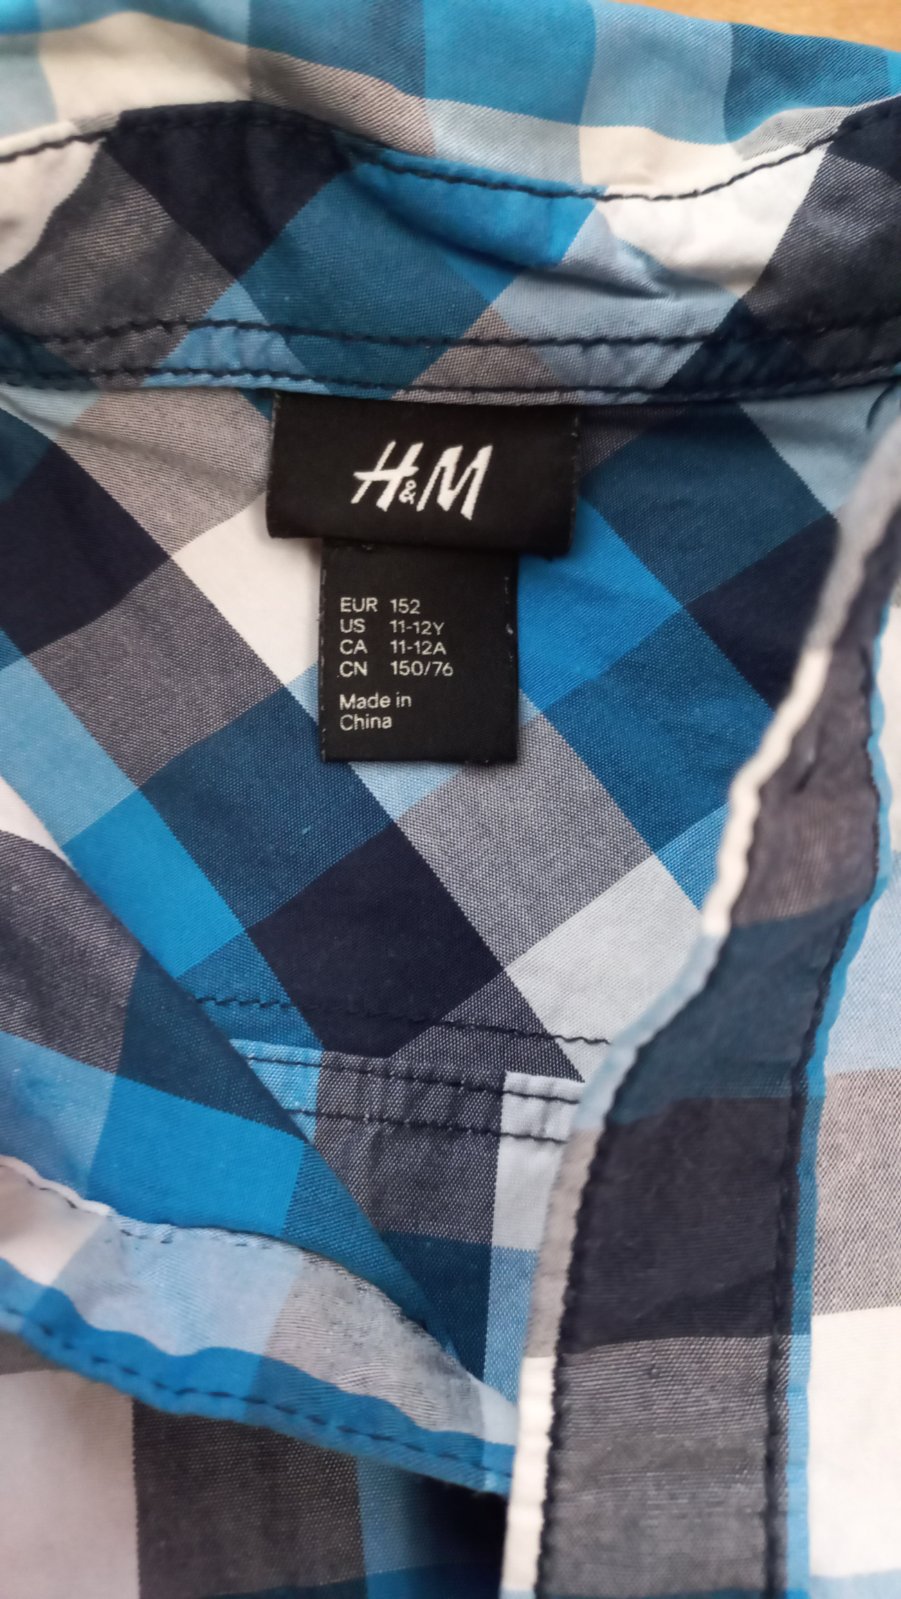 H&M
EUR 152
US 11-12Y
CA 11-12A
CN 150/76
Made in
China